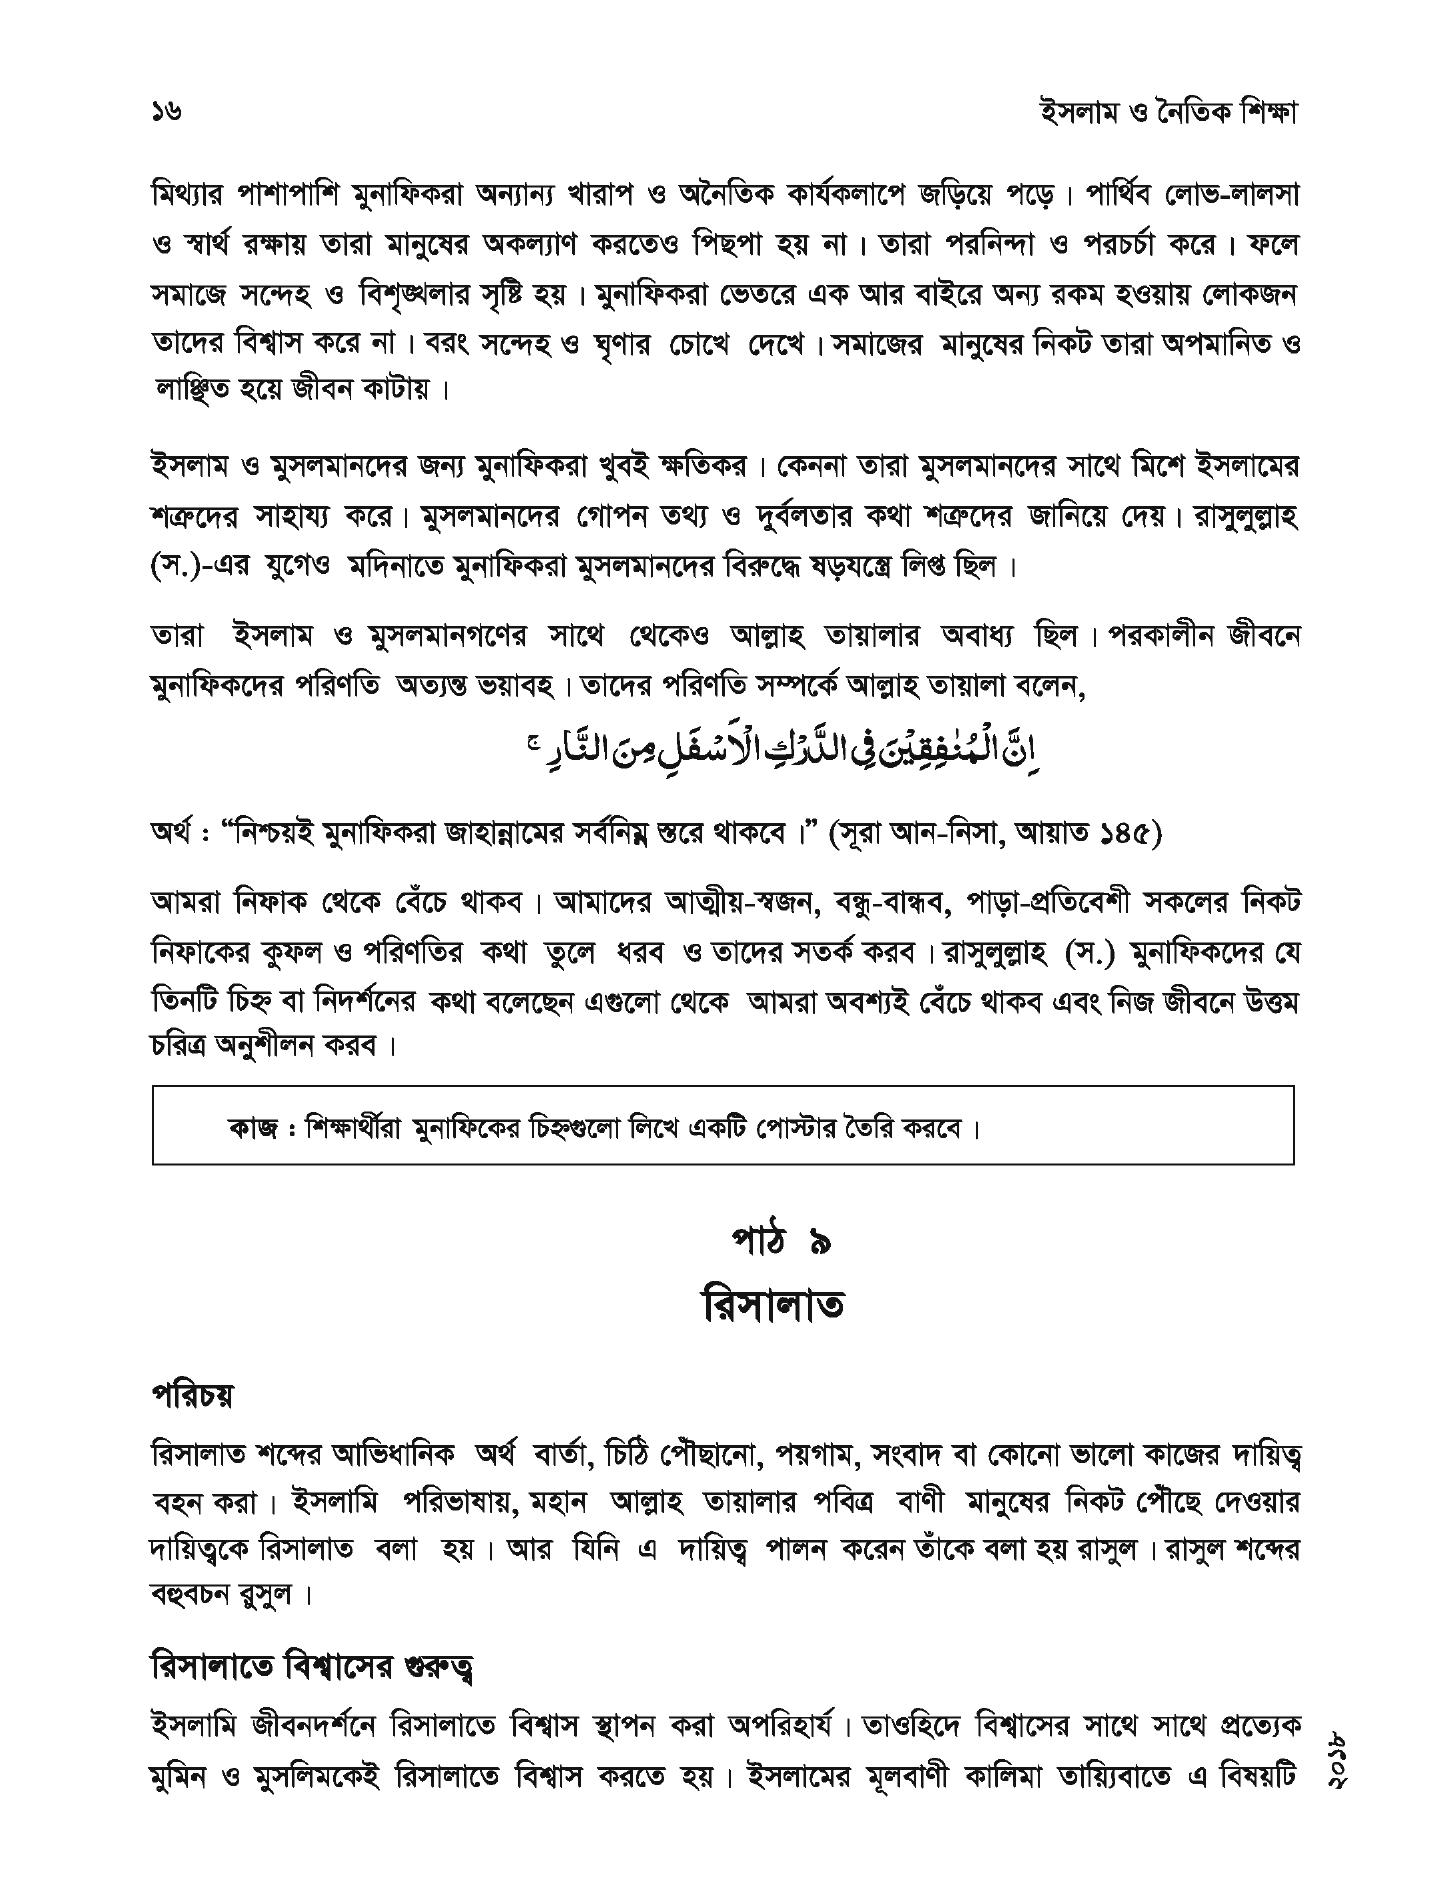 ১৬
ইসলাম ও নৈতিক শিক্ষা
মিথ্যার পাশাপাশি মুনাফিকরা অন্যান্য খারাপ ও অনৈতিক কার্যকলাপে জড়িয়ে পড়ে। পার্থিব লোভ-লালসা
ও স্বার্থ রক্ষায় তারা মানুষের অকল্যাণ করতেও পিছপা হয় না। তারা পরনিন্দা ও পরচর্চা করে। ফলে
সমাজে সন্দেহ ও বিশৃঙ্খলার সৃষ্টি হয়। মুনাফিকরা ভেতরে এক আর বাইরে অন্য রকম হওয়ায় লোকজন
তাদের বিশ্বাস করে না। বরং সন্দেহ ও ঘৃণার চোখে দেখে। সমাজের মানুষের নিকট তারা অপমানিত ও
লাঞ্ছিত হয়ে জীবন কাটায়।
ইসলাম ও মুসলমানদের জন্য মুনাফিকরা খুবই ক্ষতিকর। কেননা তারা মুসলমানদের সাথে মিশে ইসলামের
শত্রুদের সাহায্য করে। মুসলমানদের গোপন তথ্য ও দুর্বলতার কথা শত্রুদের জানিয়ে দেয়। রাসুলুল্লাহ
(স.)-এর যুগেও মদিনাতে মুনাফিকরা মুসলমানদের বিরুদ্ধে ষড়যন্ত্রে লিপ্ত ছিল।
তারা ইসলাম ও মুসলমানগণের সাথে থেকেও আল্লাহ তায়ালার অবাধ্য ছিল। পরকালীন জীবনে
মুনাফিকদের পরিণতি অত্যন্ত ভয়াবহ। তাদের পরিণতি সম্পর্কে আল্লাহ তায়ালা বলেন,
اِنَّ الْمُنٰفِقِيْنَ فِي الدَّرْكِ الْاَسْفَلِ مِنَ النَّارِ ۚ
অর্থ : “নিশ্চয়ই মুনাফিকরা জাহান্নামের সর্বনিম্ন স্তরে থাকবে।” (সূরা আন-নিসা, আয়াত ১৪৫)
আমরা নিফাক থেকে বেঁচে থাকব। আমাদের আত্মীয়-স্বজন, বন্ধু-বান্ধব, পাড়া-প্রতিবেশী সকলের নিকট
নিফাকের কুফল ও পরিণতির কথা তুলে ধরব ও তাদের সতর্ক করব। রাসুলুল্লাহ (স.) মুনাফিকদের যে
তিনটি চিহ্ন বা নিদর্শনের কথা বলেছেন এগুলো থেকে আমরা অবশ্যই বেঁচে থাকব এবং নিজ জীবনে উত্তম
চরিত্র অনুশীলন করব।
কাজ : শিক্ষার্থীরা মুনাফিকের চিহ্নগুলো লিখে একটি পোস্টার তৈরি করবে।
পাঠ ৯
রিসালাত
পরিচয়
রিসালাত শব্দের আভিধানিক অর্থ বার্তা, চিঠি পৌঁছানো, পয়গাম, সংবাদ বা কোনো ভালো কাজের দায়িত্ব
বহন করা। ইসলামি পরিভাষায়, মহান আল্লাহ তায়ালার পবিত্র বাণী মানুষের নিকট পৌঁছে দেওয়ার
দায়িত্বকে রিসালাত বলা হয়। আর যিনি এ দায়িত্ব পালন করেন তাঁকে বলা হয় রাসুল। রাসুল শব্দের
বহুবচন রুসুল।
রিসালাতে বিশ্বাসের গুরুত্ব
ইসলামি জীবনদর্শনে রিসালাতে বিশ্বাস স্থাপন করা অপরিহার্য। তাওহিদে বিশ্বাসের সাথে সাথে প্রত্যেক
মুমিন ও মুসলিমকেই রিসালাতে বিশ্বাস করতে হয়। ইসলামের মূলবাণী কালিমা তায়্যিবাতে এ বিষয়টি
২০১৮